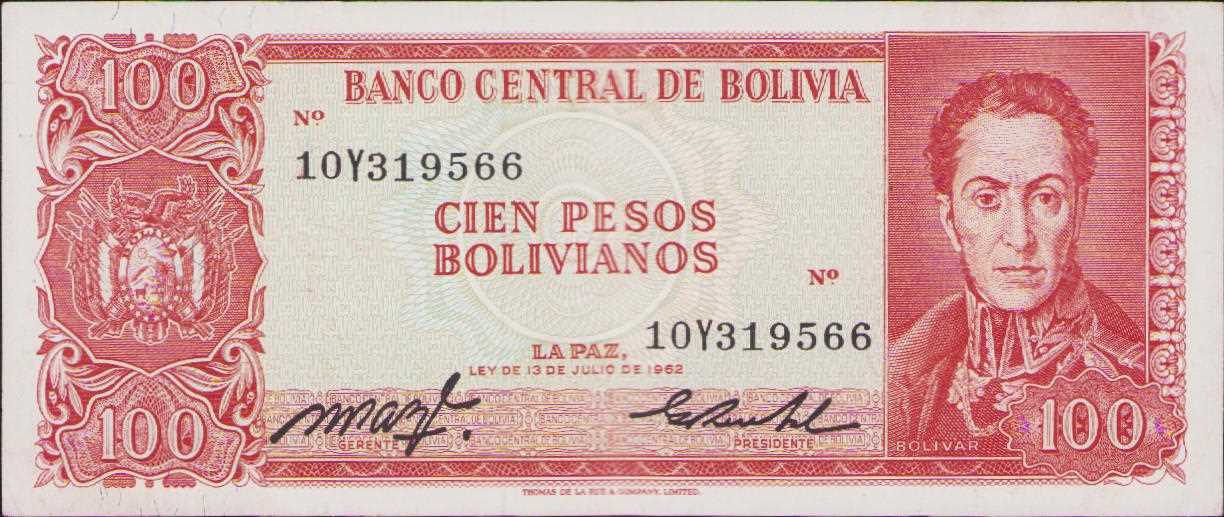 100
BANCO CENTRAL DE BOLIVIA
Nº
10Y319566
CIEN PESOS
BOLIVIANOS
Nº
10Y319566
LA PAZ,
LEY DE 13 DE JULIO DE 1962
GERENTE
PRESIDENTE
BOLIVAR
100
100
THOMAS DE LA RUE & COMPANY, LIMITED.